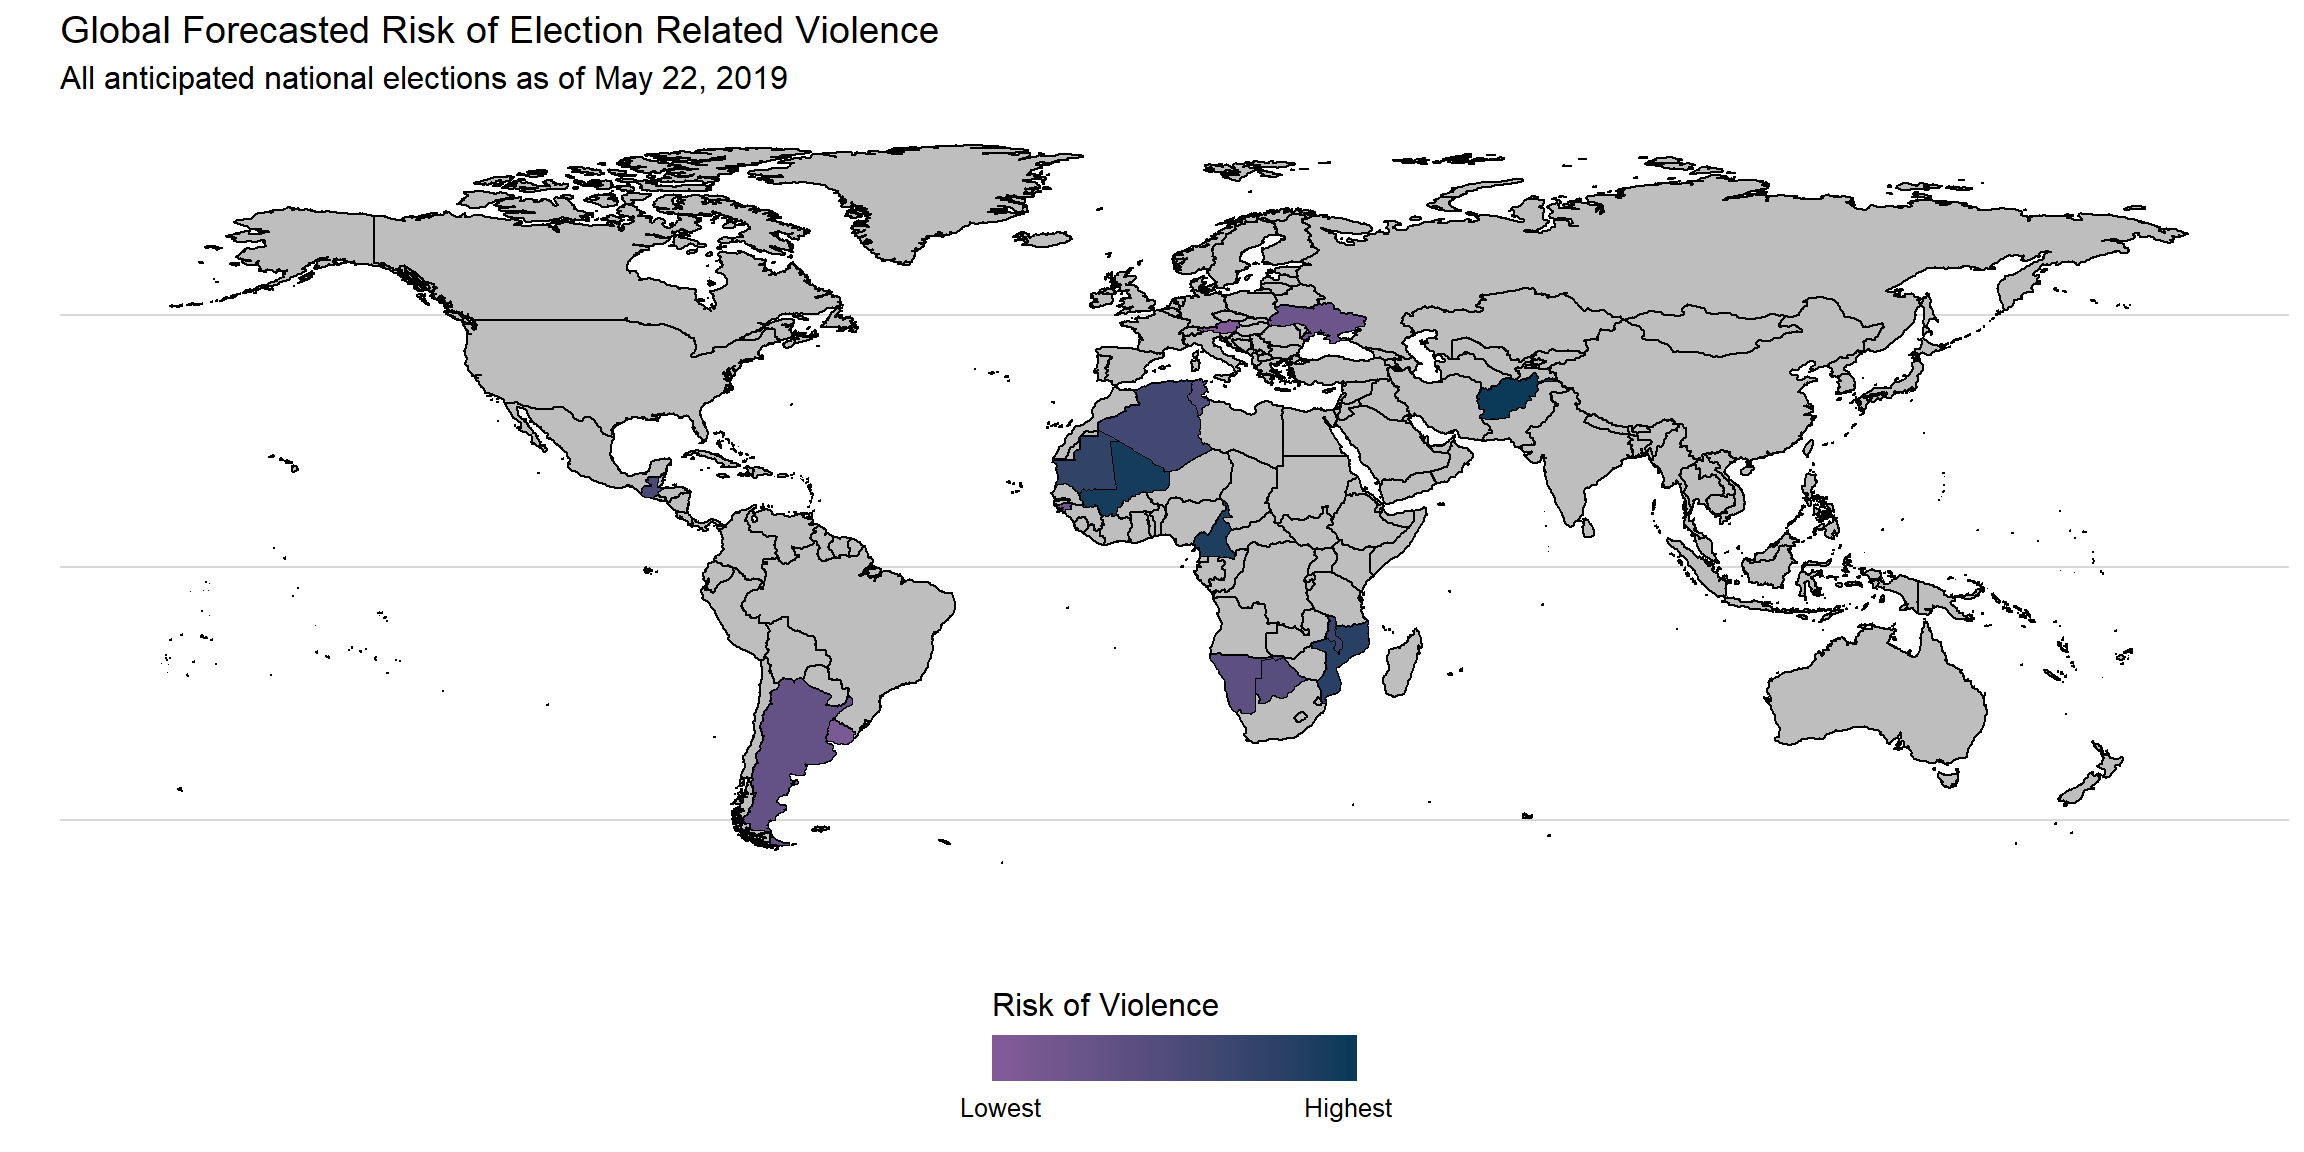 Global Forecasted Risk of Election Related Violence
All anticipated national elections as of May 22, 2019
Risk of Violence
Lowest Highest